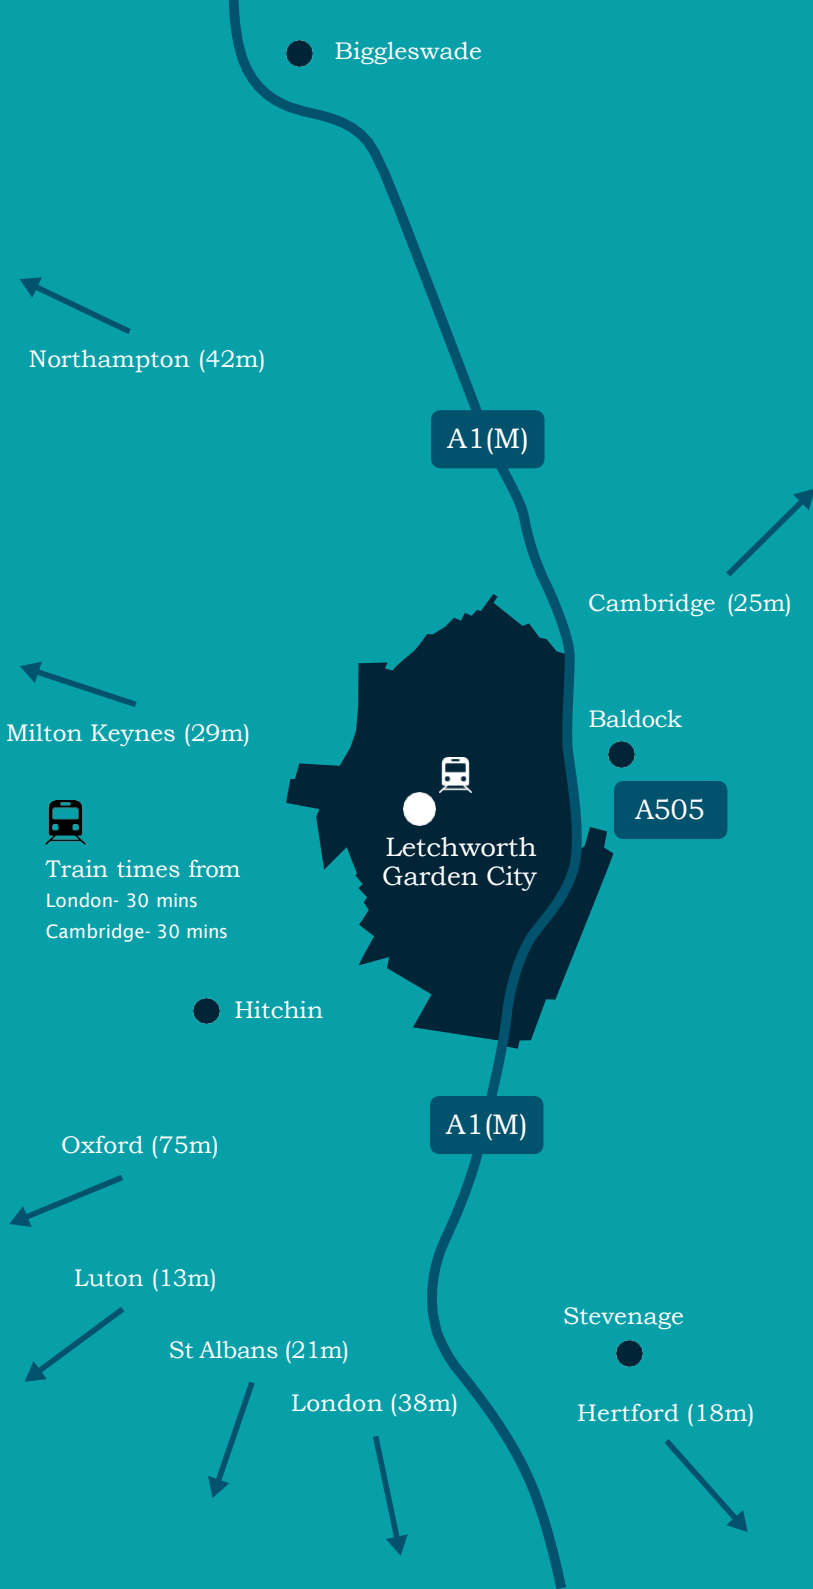 Biggleswade
Northampton (42m)
A1(M)
Cambridge (25m)
Milton Keynes (29m)
Baldock
A505
Letchworth
Garden City
Train times from
London- 30 mins
Cambridge- 30 mins
Hitchin
A1(M)
Oxford (75m)
Luton (13m)
Stevenage
St Albans (21m)
London (38m)
Hertford (18m)